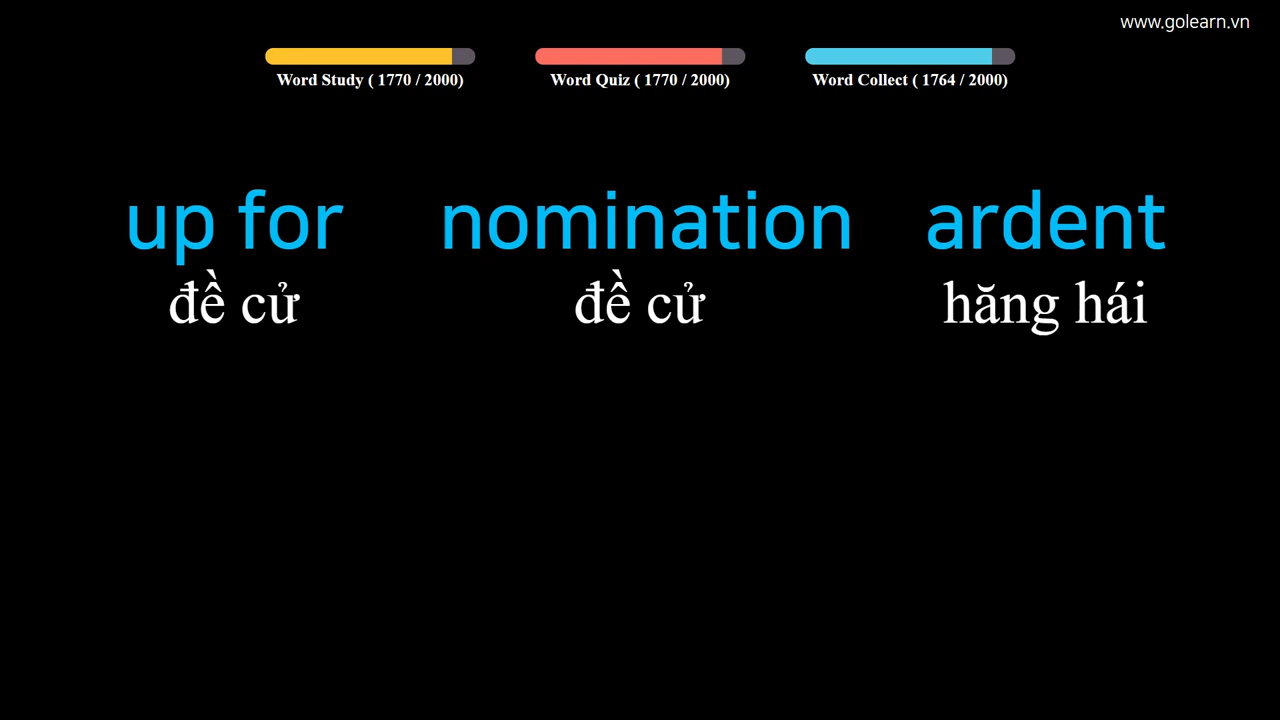 www.golearn.vn
Word Study ( 1770 / 2000)
Word Quiz ( 1770 / 2000)
Word Collect ( 1764 / 2000)
up for
nomination
ardent
đề cử
đề cử
hăng hái